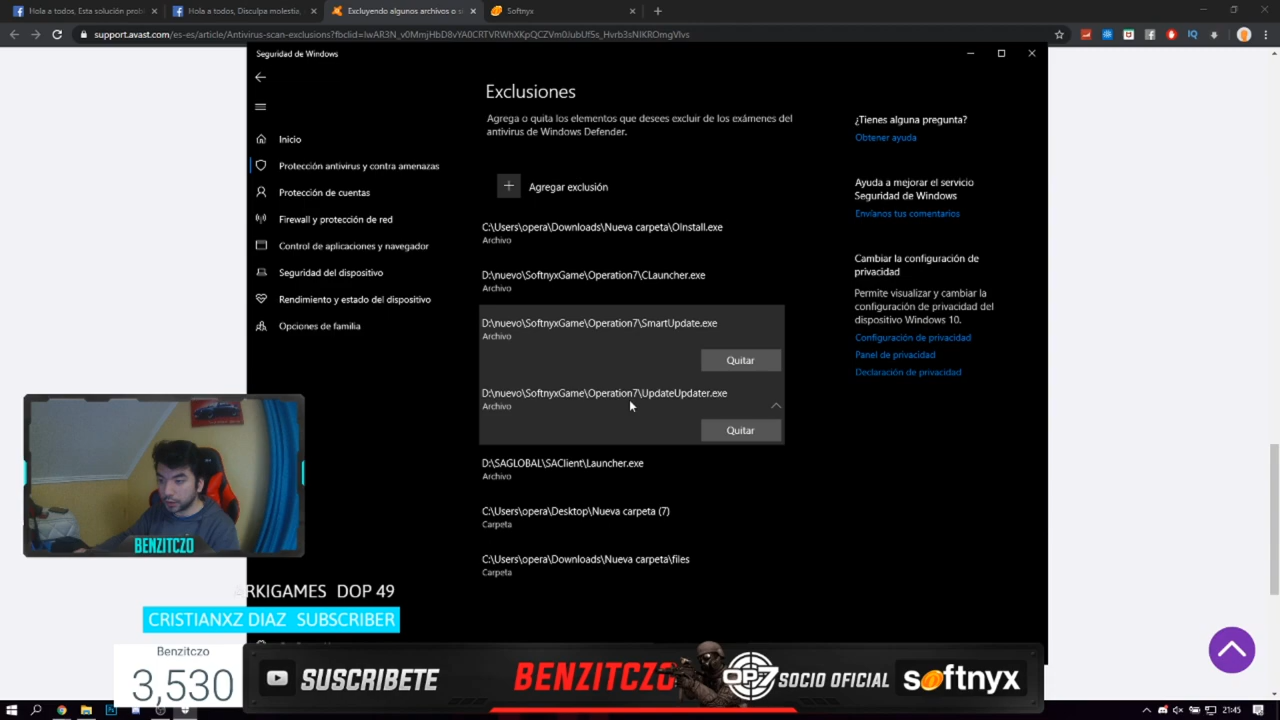 Hola a todos, Esta solución prob
Hola a todos, Disculpa molestia,
Excluyendo algunos archivos o si
Softnyx
support.avast.com/es-es/article/Antivirus-scan-exclusions?fbclid=
Seguridad de Windows
Inicio
Protección antivirus y contra amenazas
Protección de cuentas
Firewall y protección de red
Control de aplicaciones y navegador
Seguridad del dispositivo
Rendimiento y estado del dispositivo
Opciones de familia
Exclusiones
Agrega o quita los elementos que desees excluir de los exámenes del
antivirus de Windows Defender.
Agregar exclusión
C:\Users\opera\Downloads\Nueva carpeta\OInstall.exe
Archivo
D:\nuevo\SoftnyxGame\Operation7\CLauncher.exe
Archivo
D:\nuevo\SoftnyxGame\Operation7\SmartUpdate.exe
Archivo
Quitar
D:\nuevo\SoftnyxGame\Operation7\UpdateUpdater.exe
Archivo
Quitar
D:\SAGLOBAL\SAClient\Launcher.exe
Archivo
C:\Users\opera\Desktop\Nueva carpeta (7)
Carpeta
C:\Users\opera\Downloads\Nueva carpeta\files
Carpeta
¿Tienes alguna pregunta?
Obtener ayuda
Ayuda a mejorar el servicio
Seguridad de Windows
Envíanos tus comentarios
Cambiar la configuración de
privacidad
Permite visualizar y cambiar la
configuración de privacidad del
dispositivo Windows 10.
Configuración de privacidad
Panel de privacidad
Declaración de privacidad
BENZITCZO
RKIGAMES DOP 49
CRISTIANXZ DIAZ SUBSCRIBER
Benzitczo
3,530
SUSCRIBETE
BENZITCZO
OP7
SOCIO OFICIAL
softnyx
21:45